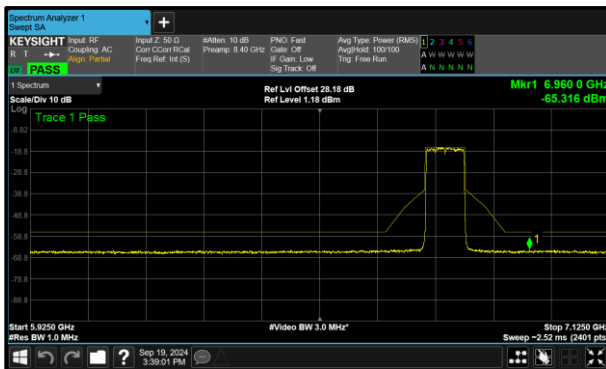 Spectrum Analyzer 1
Swept SA
KEYSIGHT
R T
PASS
Input: RF
Coupling: AC
Align: Partial
Input Z: 50 Ω
Corr CCorr RCal
Freq Ref: Int (S)
#Atten: 10 dB
Preamp: 8.40 GHz
PNO: Fast
Gate: Off
IF Gain: Low
Sig Track: Off
Avg Type: Power (RMS)
Avg|Hold: 100/100
Trig: Free Run
1 2 3 4 5 6
A W W W W W
A N N N N N
1 Spectrum
Scale/Div 10 dB
Log
Ref Lvl Offset 28.18 dB
Ref Level 1.18 dBm
Mkr1 6.960 0 GHz
-65.316 dBm
Trace 1 Pass
-8.82
-18.8
-28.8
-38.8
-48.8
-58.8
-68.8
-78.8
-88.8
1
Start 5.9250 GHz
#Res BW 1.0 MHz
#Video BW 3.0 MHz*
Stop 7.1250 GHz
Sweep ~2.52 ms (2401 pts)
?
Sep 19, 2024
3:39:01 PM